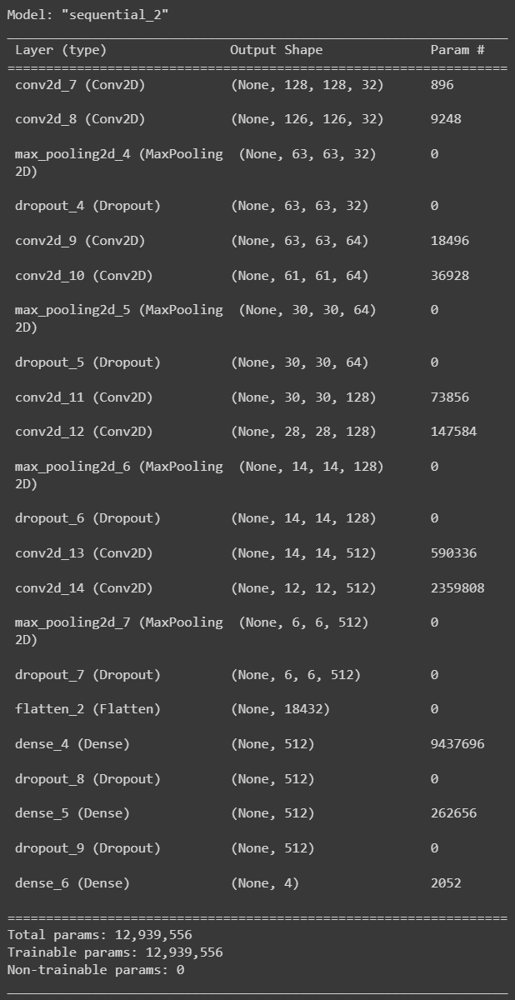 Model: "sequential_2"
Layer (type) Output Shape Param #
=================================================================
conv2d_7 (Conv2D) (None, 128, 128, 32) 896
conv2d_8 (Conv2D) (None, 126, 126, 32) 9248
max_pooling2d_4 (MaxPooling (None, 63, 63, 32) 0
2D)
dropout_4 (Dropout) (None, 63, 63, 32) 0
conv2d_9 (Conv2D) (None, 63, 63, 64) 18496
conv2d_10 (Conv2D) (None, 61, 61, 64) 36928
max_pooling2d_5 (MaxPooling (None, 30, 30, 64) 0
2D)
dropout_5 (Dropout) (None, 30, 30, 64) 0
conv2d_11 (Conv2D) (None, 30, 30, 128) 73856
conv2d_12 (Conv2D) (None, 28, 28, 128) 147584
max_pooling2d_6 (MaxPooling (None, 14, 14, 128) 0
2D)
dropout_6 (Dropout) (None, 14, 14, 128) 0
conv2d_13 (Conv2D) (None, 14, 14, 512) 590336
conv2d_14 (Conv2D) (None, 12, 12, 512) 2359808
max_pooling2d_7 (MaxPooling (None, 6, 6, 512) 0
2D)
dropout_7 (Dropout) (None, 6, 6, 512) 0
flatten_2 (Flatten) (None, 18432) 0
dense_4 (Dense) (None, 512) 9437696
dropout_8 (Dropout) (None, 512) 0
dense_5 (Dense) (None, 512) 262656
dropout_9 (Dropout) (None, 512) 0
dense_6 (Dense) (None, 4) 2052
=================================================================
Total params: 12,939,556
Trainable params: 12,939,556
Non-trainable params: 0